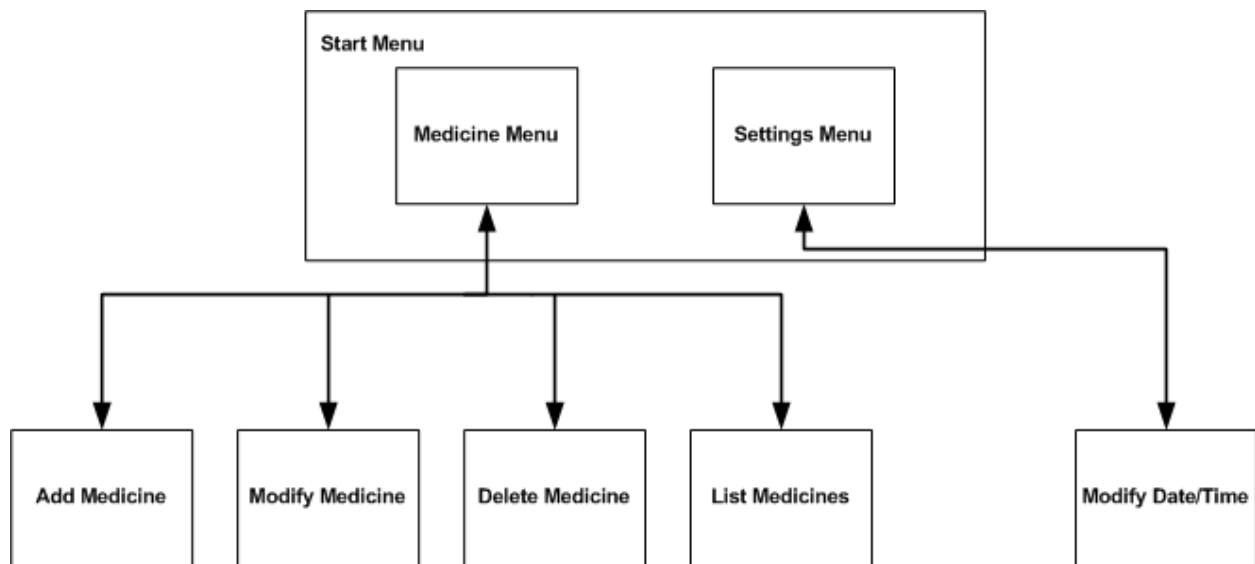 Start Menu
Medicine Menu
Settings Menu
Add Medicine
Modify Medicine
Delete Medicine
List Medicines
Modify Date/Time